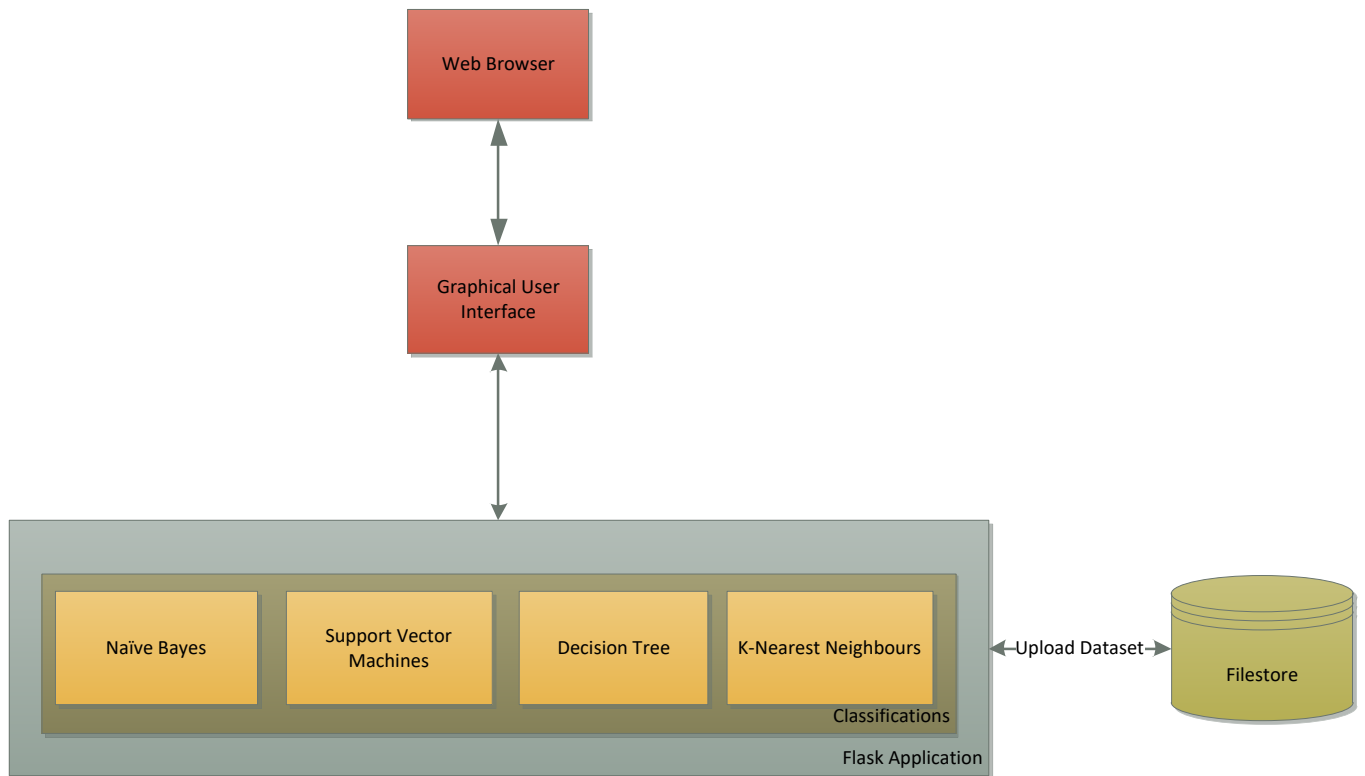 Web Browser
Graphical User
Interface
Naïve Bayes
Support Vector
Machines
Decision Tree
K-Nearest Neighbours
Classifications
Flask Application
Upload Dataset
Filestore